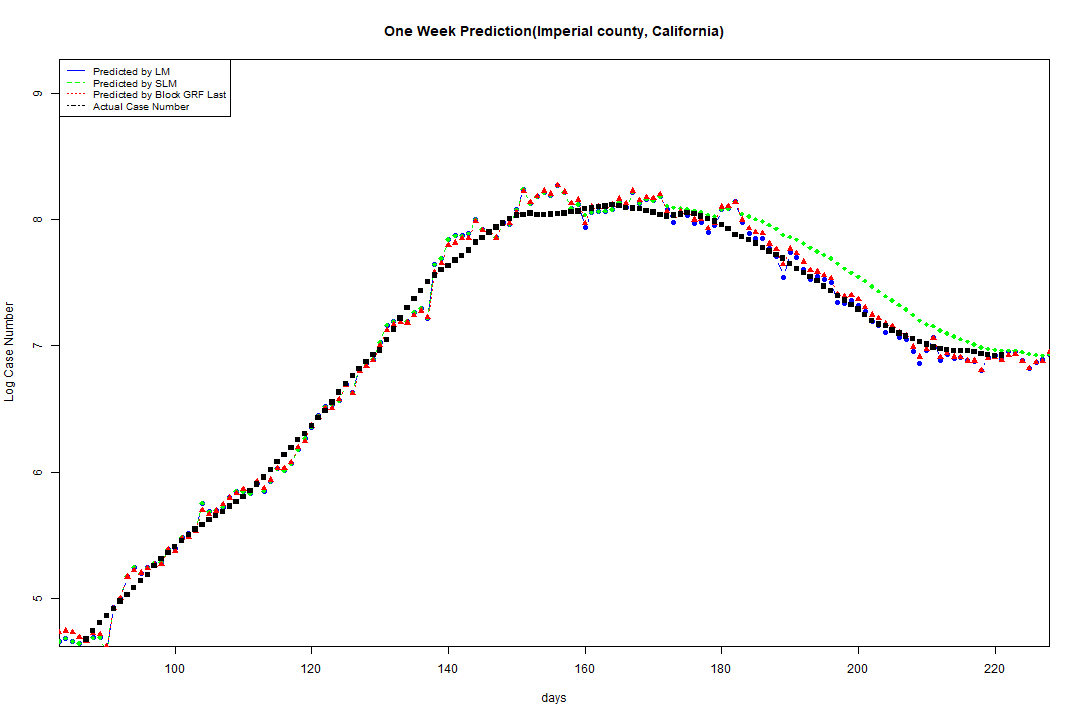 One Week Prediction(Imperial county, California)
Predicted by LM
Predicted by SLM
Predicted by Block GRF Last
Actual Case Number
9
8
7
6
5
Log Case Number
100 120 140 160 180 200 220
days